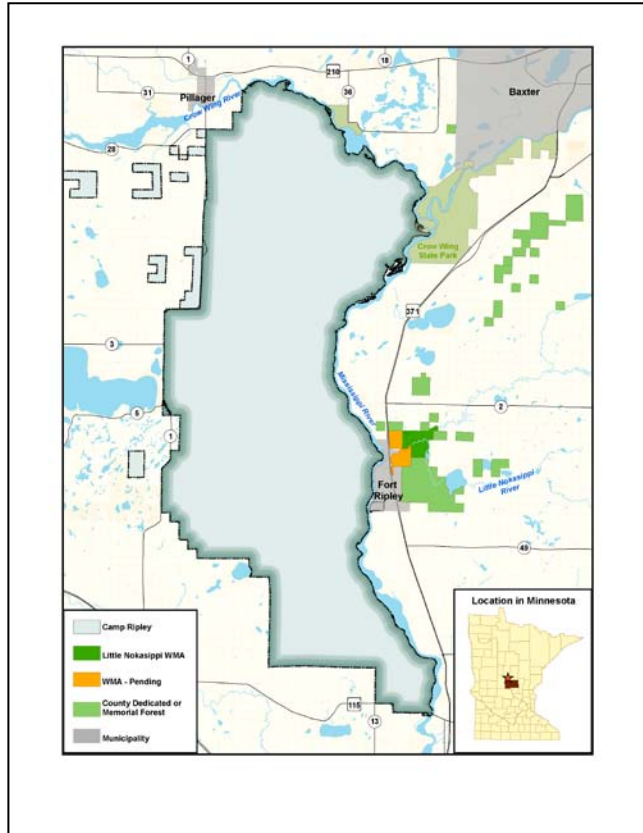 1
18
210
31
36
Pillager
Baxter
Crow Wing River
28
Crow Wing
State Park
371
3
Mississippi River
2
5
1
Fort
Ripley
Little Nokasippi
River
49
Camp Ripley
Little Nokasippi WMA
WMA - Pending
County Dedicated or
Memorial Forest
Municipality
Location in Minnesota
115
13